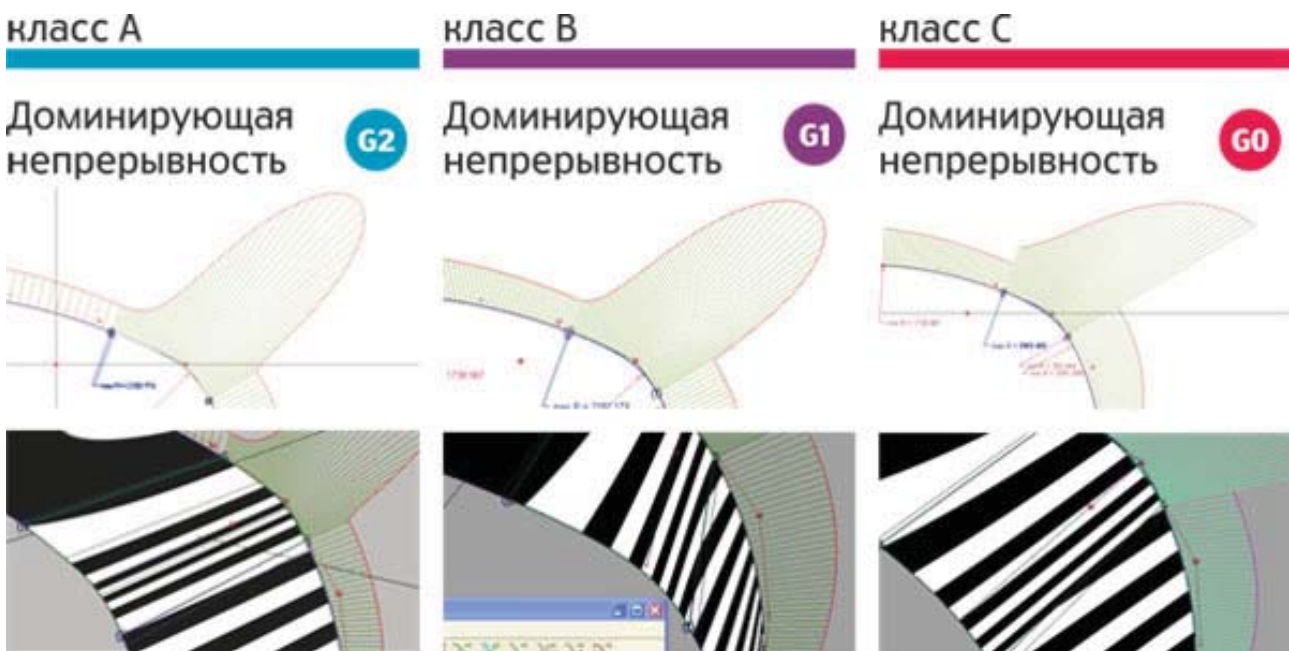 класс A
Доминирующая
непрерывность
G2
класс B
Доминирующая
непрерывность
G1
класс C
Доминирующая
непрерывность
G0